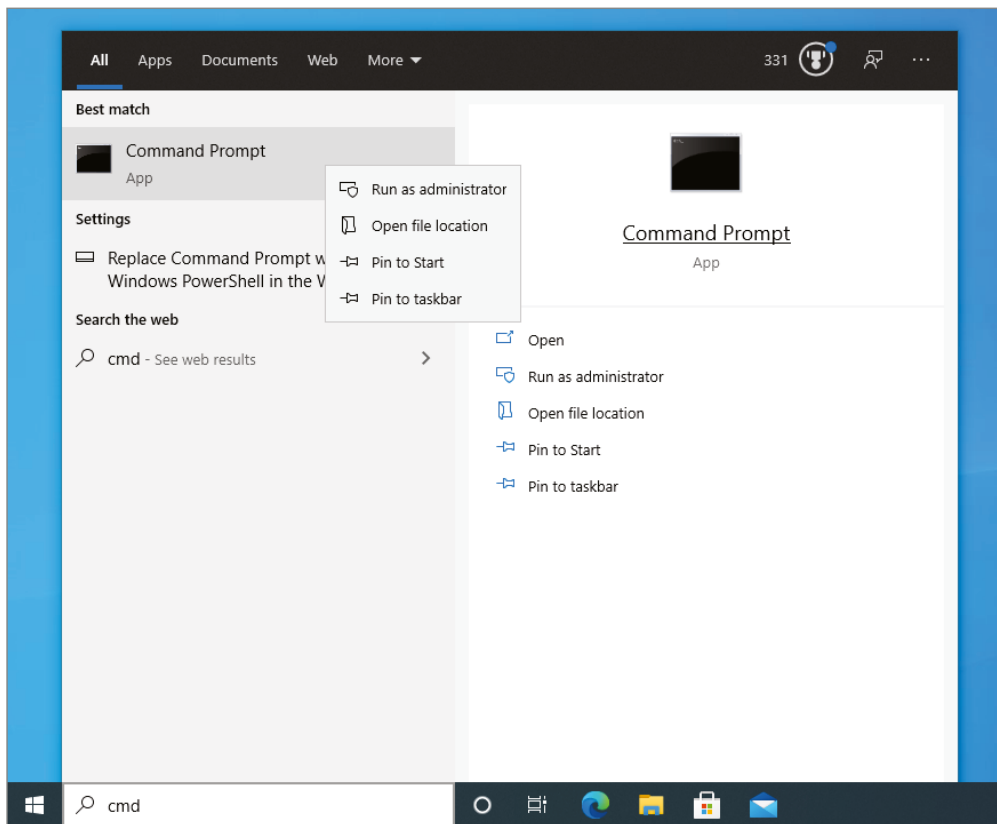 All Apps Documents Web More 331
Best match
Command Prompt
App
Settings
Replace Command Prompt w
Windows PowerShell in the
Search the web
cmd - See web results
Run as administrator
Open file location
Pin to Start
Pin to taskbar
Command Prompt
App
Open
Run as administrator
Open file location
Pin to Start
Pin to taskbar
cmd